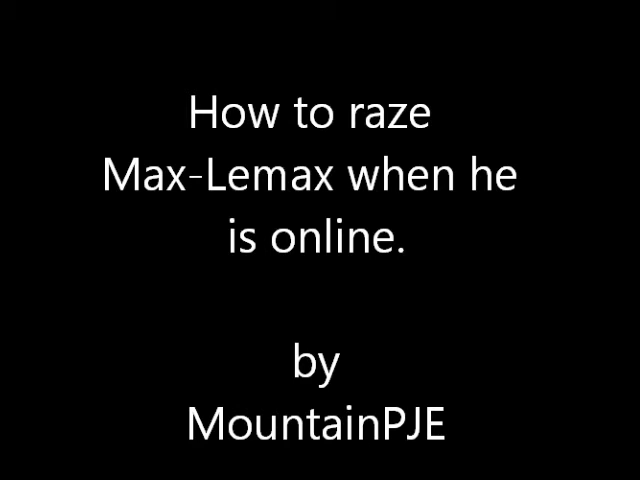 How to raze
Max-Lemax when he
is online.
by
MountainPJE